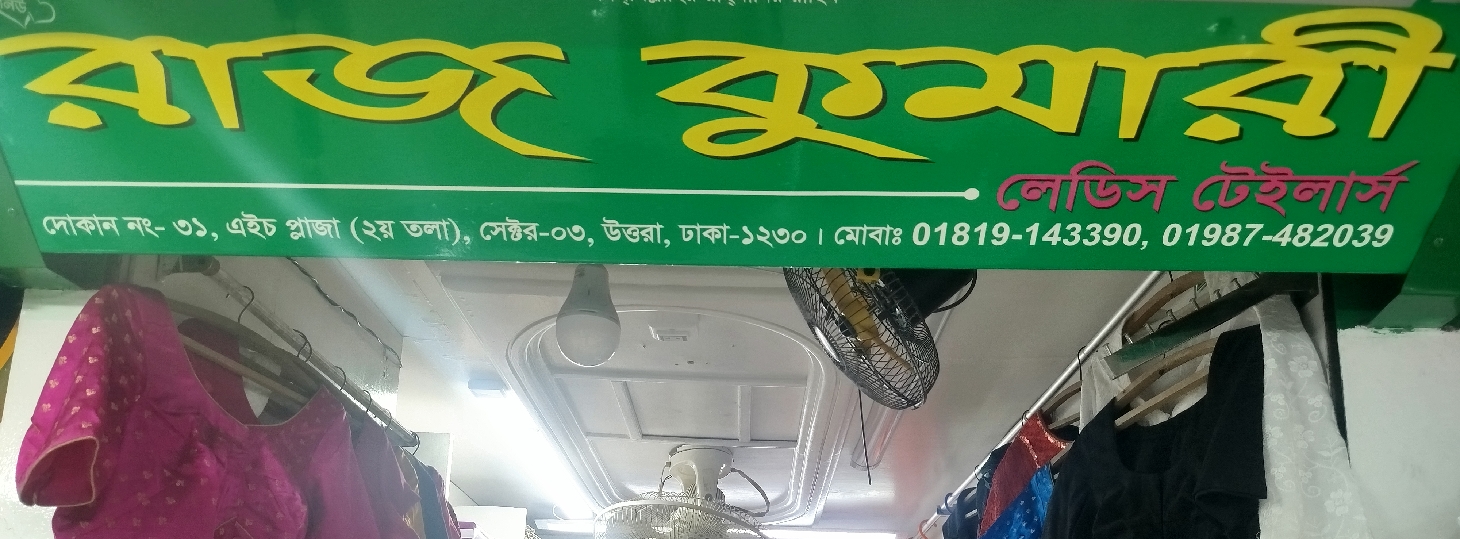 রাজ কুমারী
লেডিস টেইলার্স
দোকান নং- ৩১, এইচ প্লাজা (২য় তলা), সেক্টর-০৩, উত্তরা, ঢাকা-১২৩০। মোবাঃ 01819-143390, 01987-482039